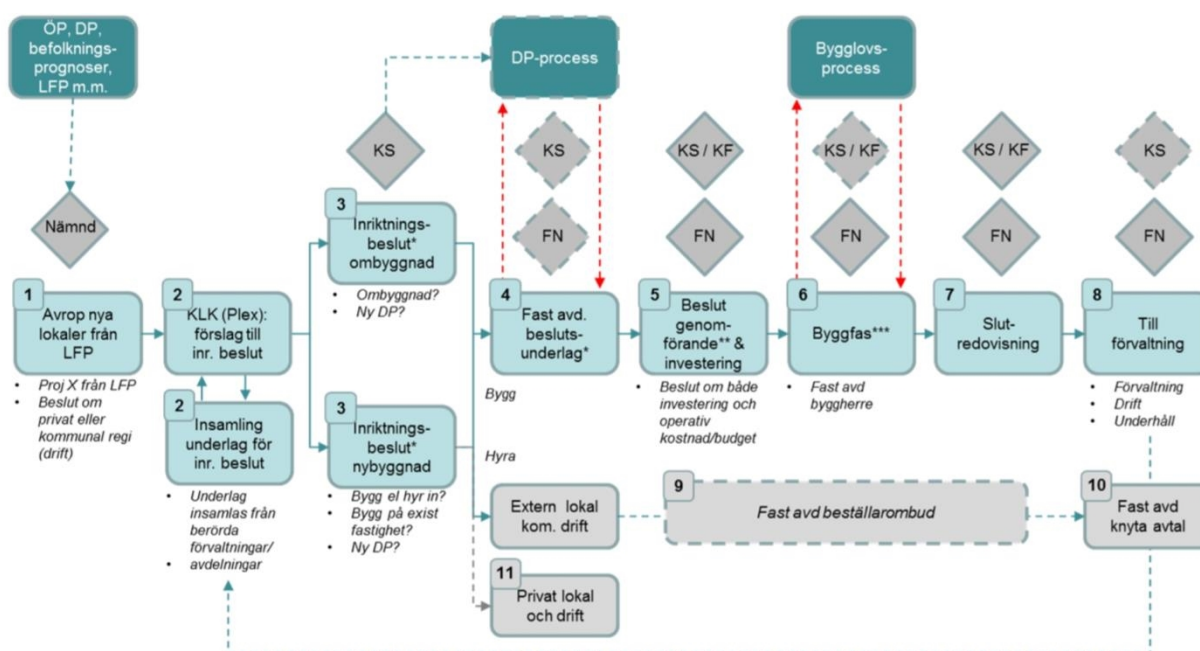 ÖP, DP,
befolknings-
prognoser,
LFP m.m.
DP-process
Bygglovs-
process
KS
KS
KS / KF
KS / KF
KS / KF
KS
Nämnd
FN
FN
FN
FN
FN
3
Inriktnings-
beslut*
ombyggnad
• Ombyggnad?
• Ny DP?
1
Avrop nya
lokaler från
LFP
• Proj X från LFP
• Beslut om
privat eller
kommunal regi
(drift)
2
KLK (Plex):
förslag till
inr. beslut
2
Insamling
underlag för
inr. beslut
• Underlag
insamlas från
berörda
förvaltningar/
• avdelningar
3
Inriktnings-
beslut*
nybyggnad
• Bygg el hyr in?
• Bygg på exist
fastighet?
• Ny DP?
4
Fast avd.
besluts-
underlag*
Bygg
Hyra
5
Beslut
genom-
förande** &
investering
• Beslut om både
investering och
operativ
kostnad/budget
6
Byggfas***
• Fast avd
byggherre
7
Slut-
redovisning
8
Till
förvaltning
• Förvaltning
• Drift
• Underhåll
Extern lokal
kom. drift
9
Fast avd beställarombud
10
Fast avd
knyta avtal
11
Privat lokal
och drift